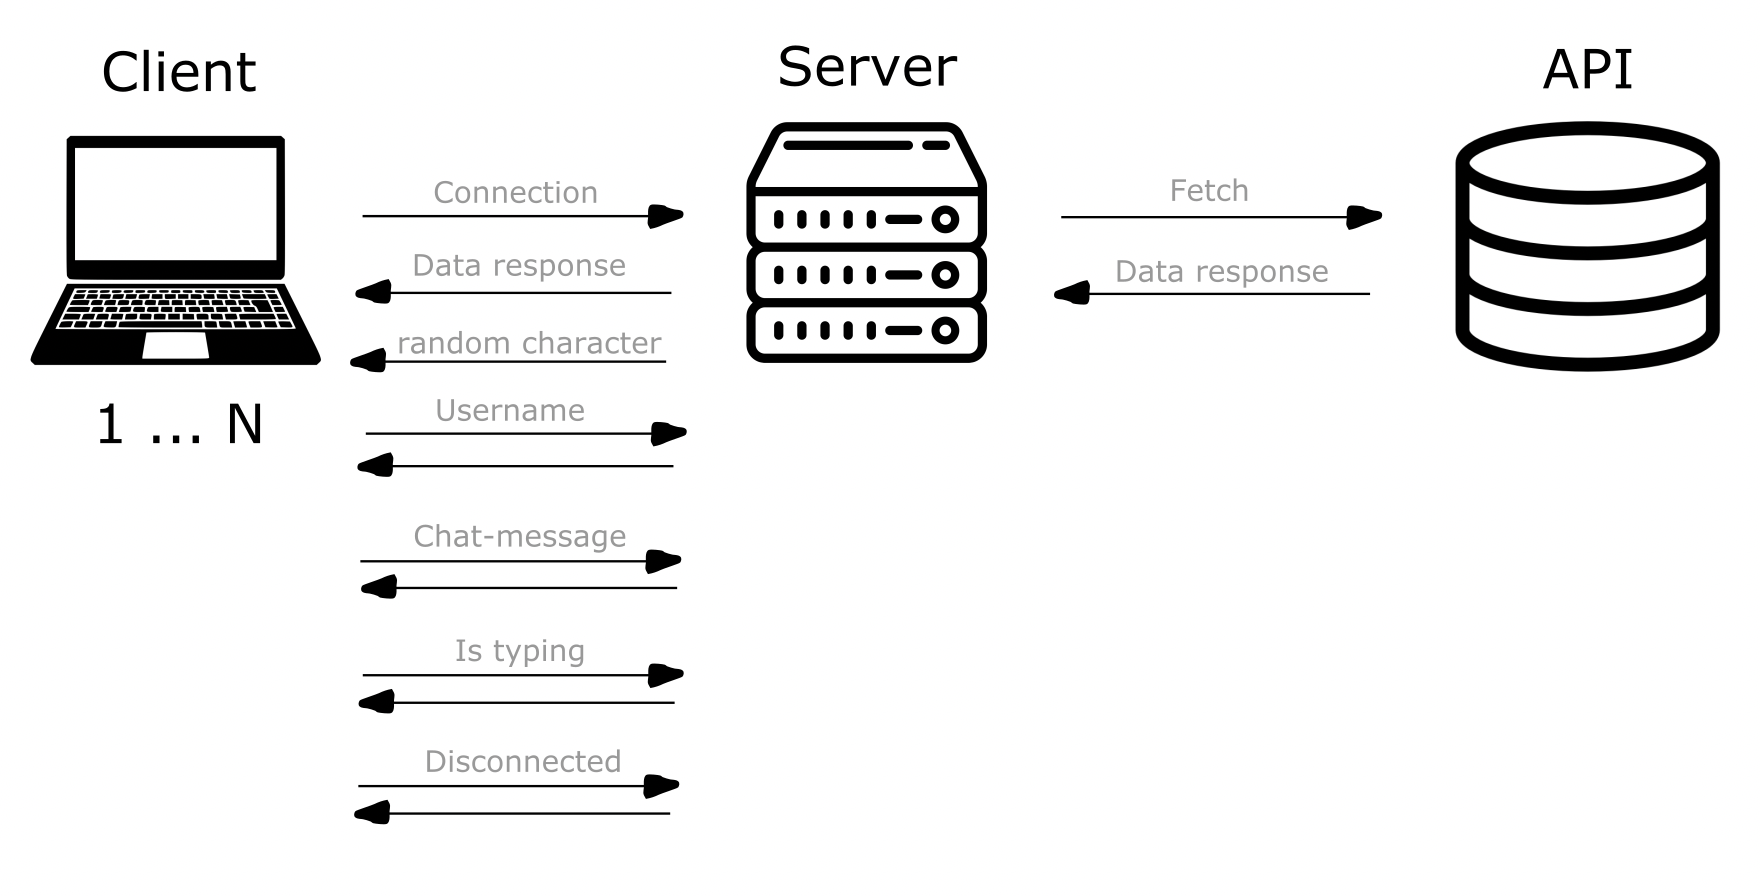 Client
Server
API
Connection
Fetch
Data response
Data response
random character
Username
1 ... N
Chat-message
Is typing
Disconnected